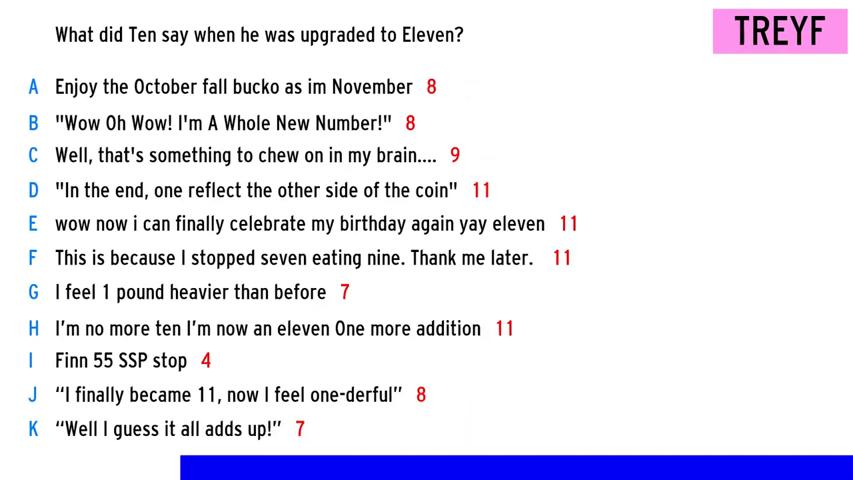 What did Ten say when he was upgraded to Eleven?
TREYF
A Enjoy the October fall bucko as im November 8
B "Wow Oh Wow! I'm A Whole New Number!" 8
C Well, that's something to chew on in my brain.... 9
D "In the end, one reflect the other side of the coin" 11
E wow now i can finally celebrate my birthday again yay eleven 11
F This is because I stopped seven eating nine. Thank me later. 11
G I feel 1 pound heavier than before 7
H I’m no more ten I’m now an eleven One more addition 11
I Finn 55 SSP stop 4
J “I finally became 11, now I feel one-derful” 8
K “Well I guess it all adds up!” 7